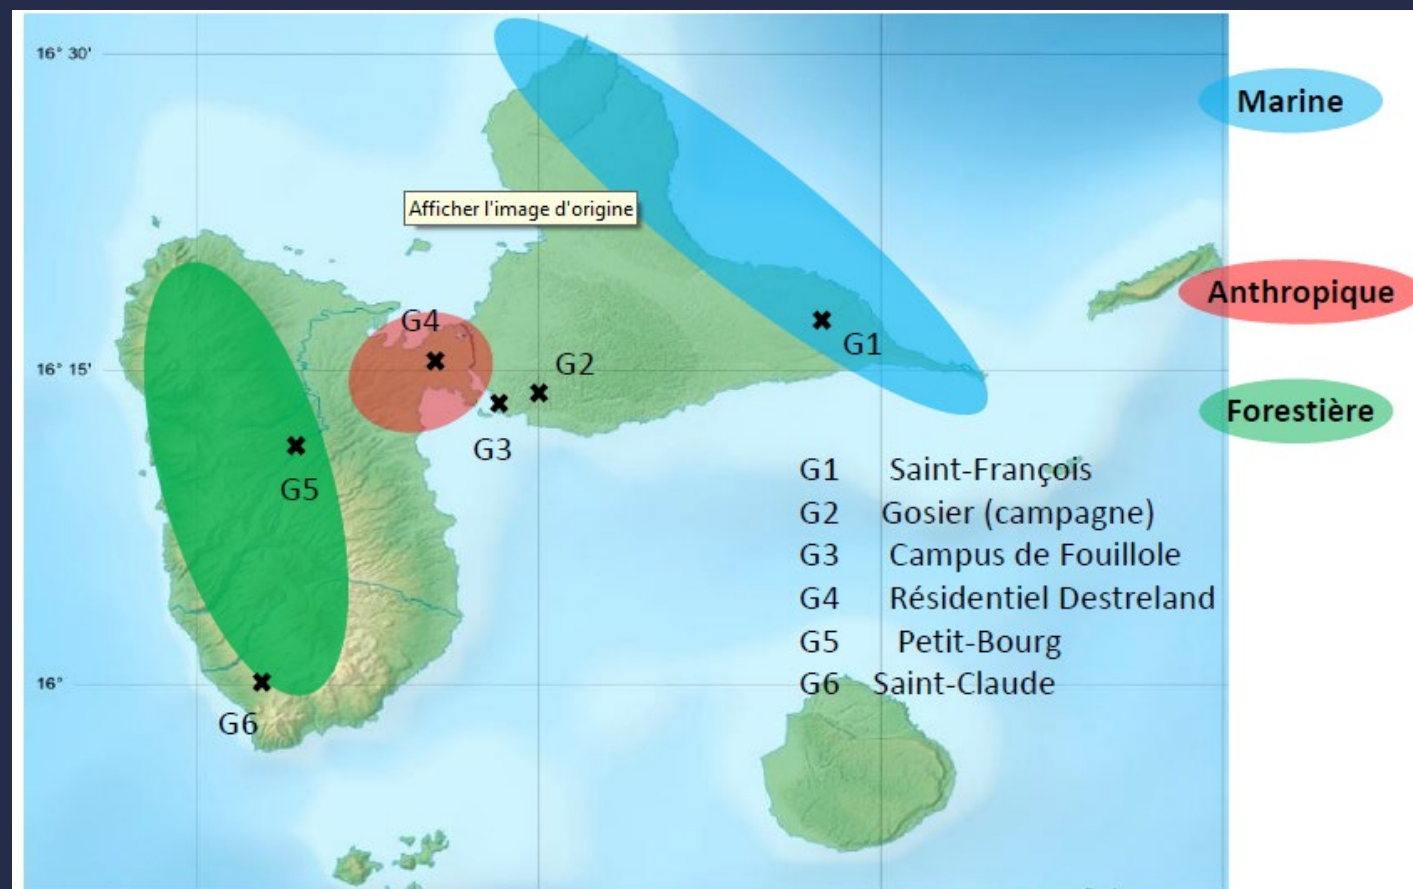 16° 30'
Marine
Afficher l'image d'origine
Anthropique
G4
G1
16° 15'
G2
Forestière
G3
G5
G1 Saint-François
G2 Gosier (campagne)
G3 Campus de Fouillole
G4 Résidentiel Destreland
G5 Petit-Bourg
16°
G6 Saint-Claude
G6